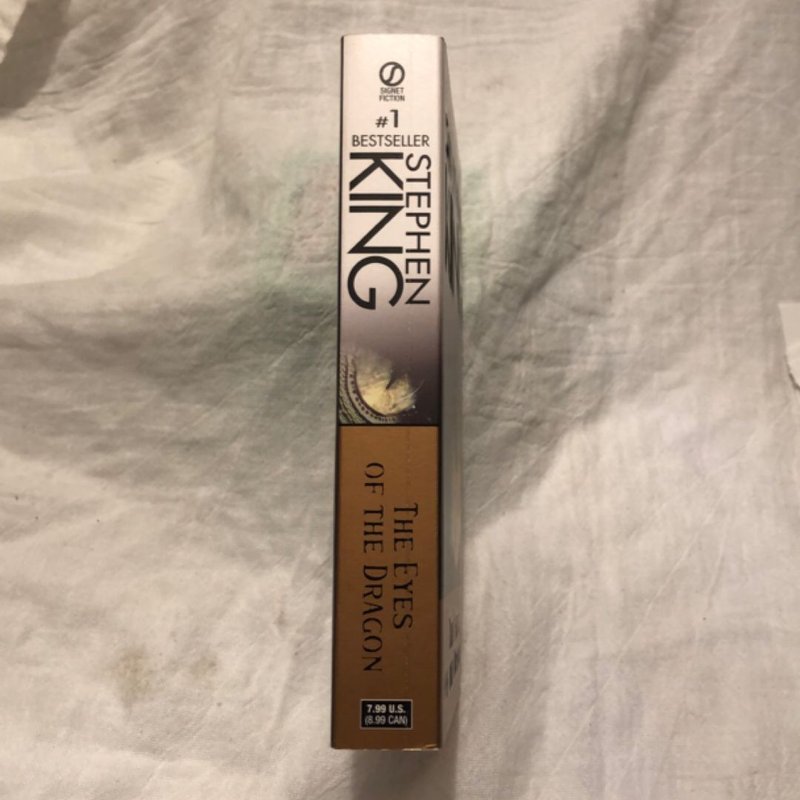 SIGNET
FICTION
#1
BESTSELLER
STEPHEN
KING
THE EYES
OF THE DRAGON
7.99 U.S.
(8.99 CAN)